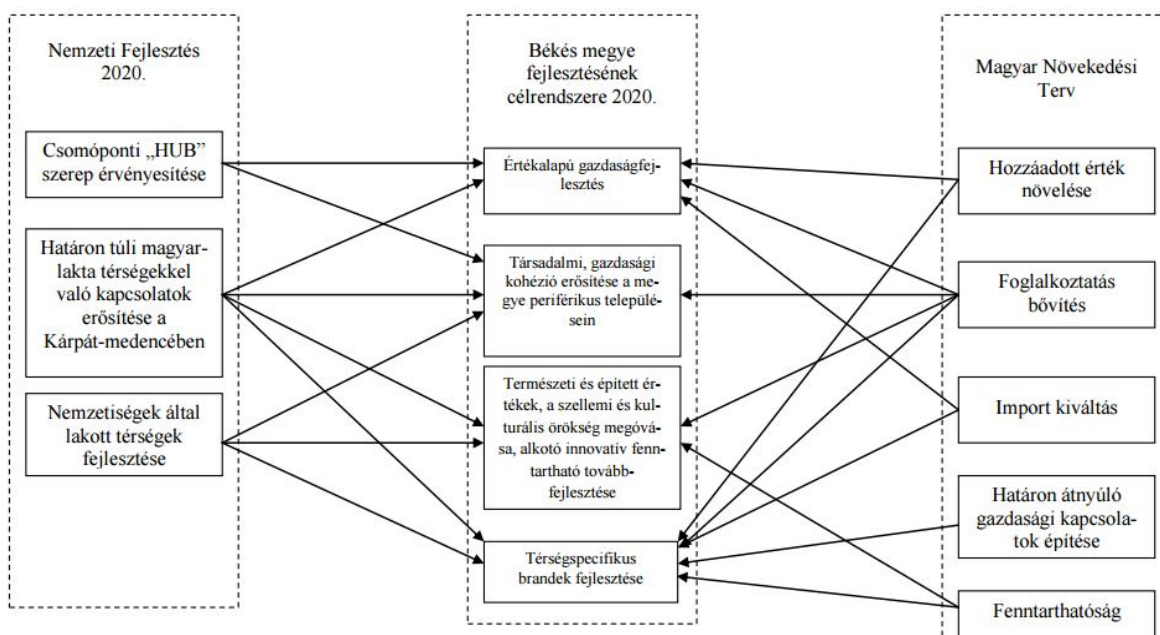 Nemzeti Fejlesztés
2020.
Csomóponti „HUB”
szerep érvényesítése
Határon túli magyar-
lakta térségekkel
való kapcsolatok
erősítése a
Kárpát-medencében
Nemzetiségek által
lakott térségek
fejlesztése
Békés megye
fejlesztésének
célrendszere 2020.
Értékalapú gazdaságfej-
lesztés
Társadalmi, gazdasági
kohézió erősítése a me-
gye periférikus települé-
sein
Természeti és épített ér-
tékek, a szellemi és kul-
turális örökség megóvá-
sa, alkotó innovatív fenn-
tartható tovább-
fejlesztése
Térségspecifikus
brandek fejlesztése
Magyar Növekedési
Terv
Hozzáadott érték
növelése
Foglalkoztatás
bővítés
Import kiváltás
Határon átnyúló
gazdasági kapcsola-
tok építése
Fenntarthatóság